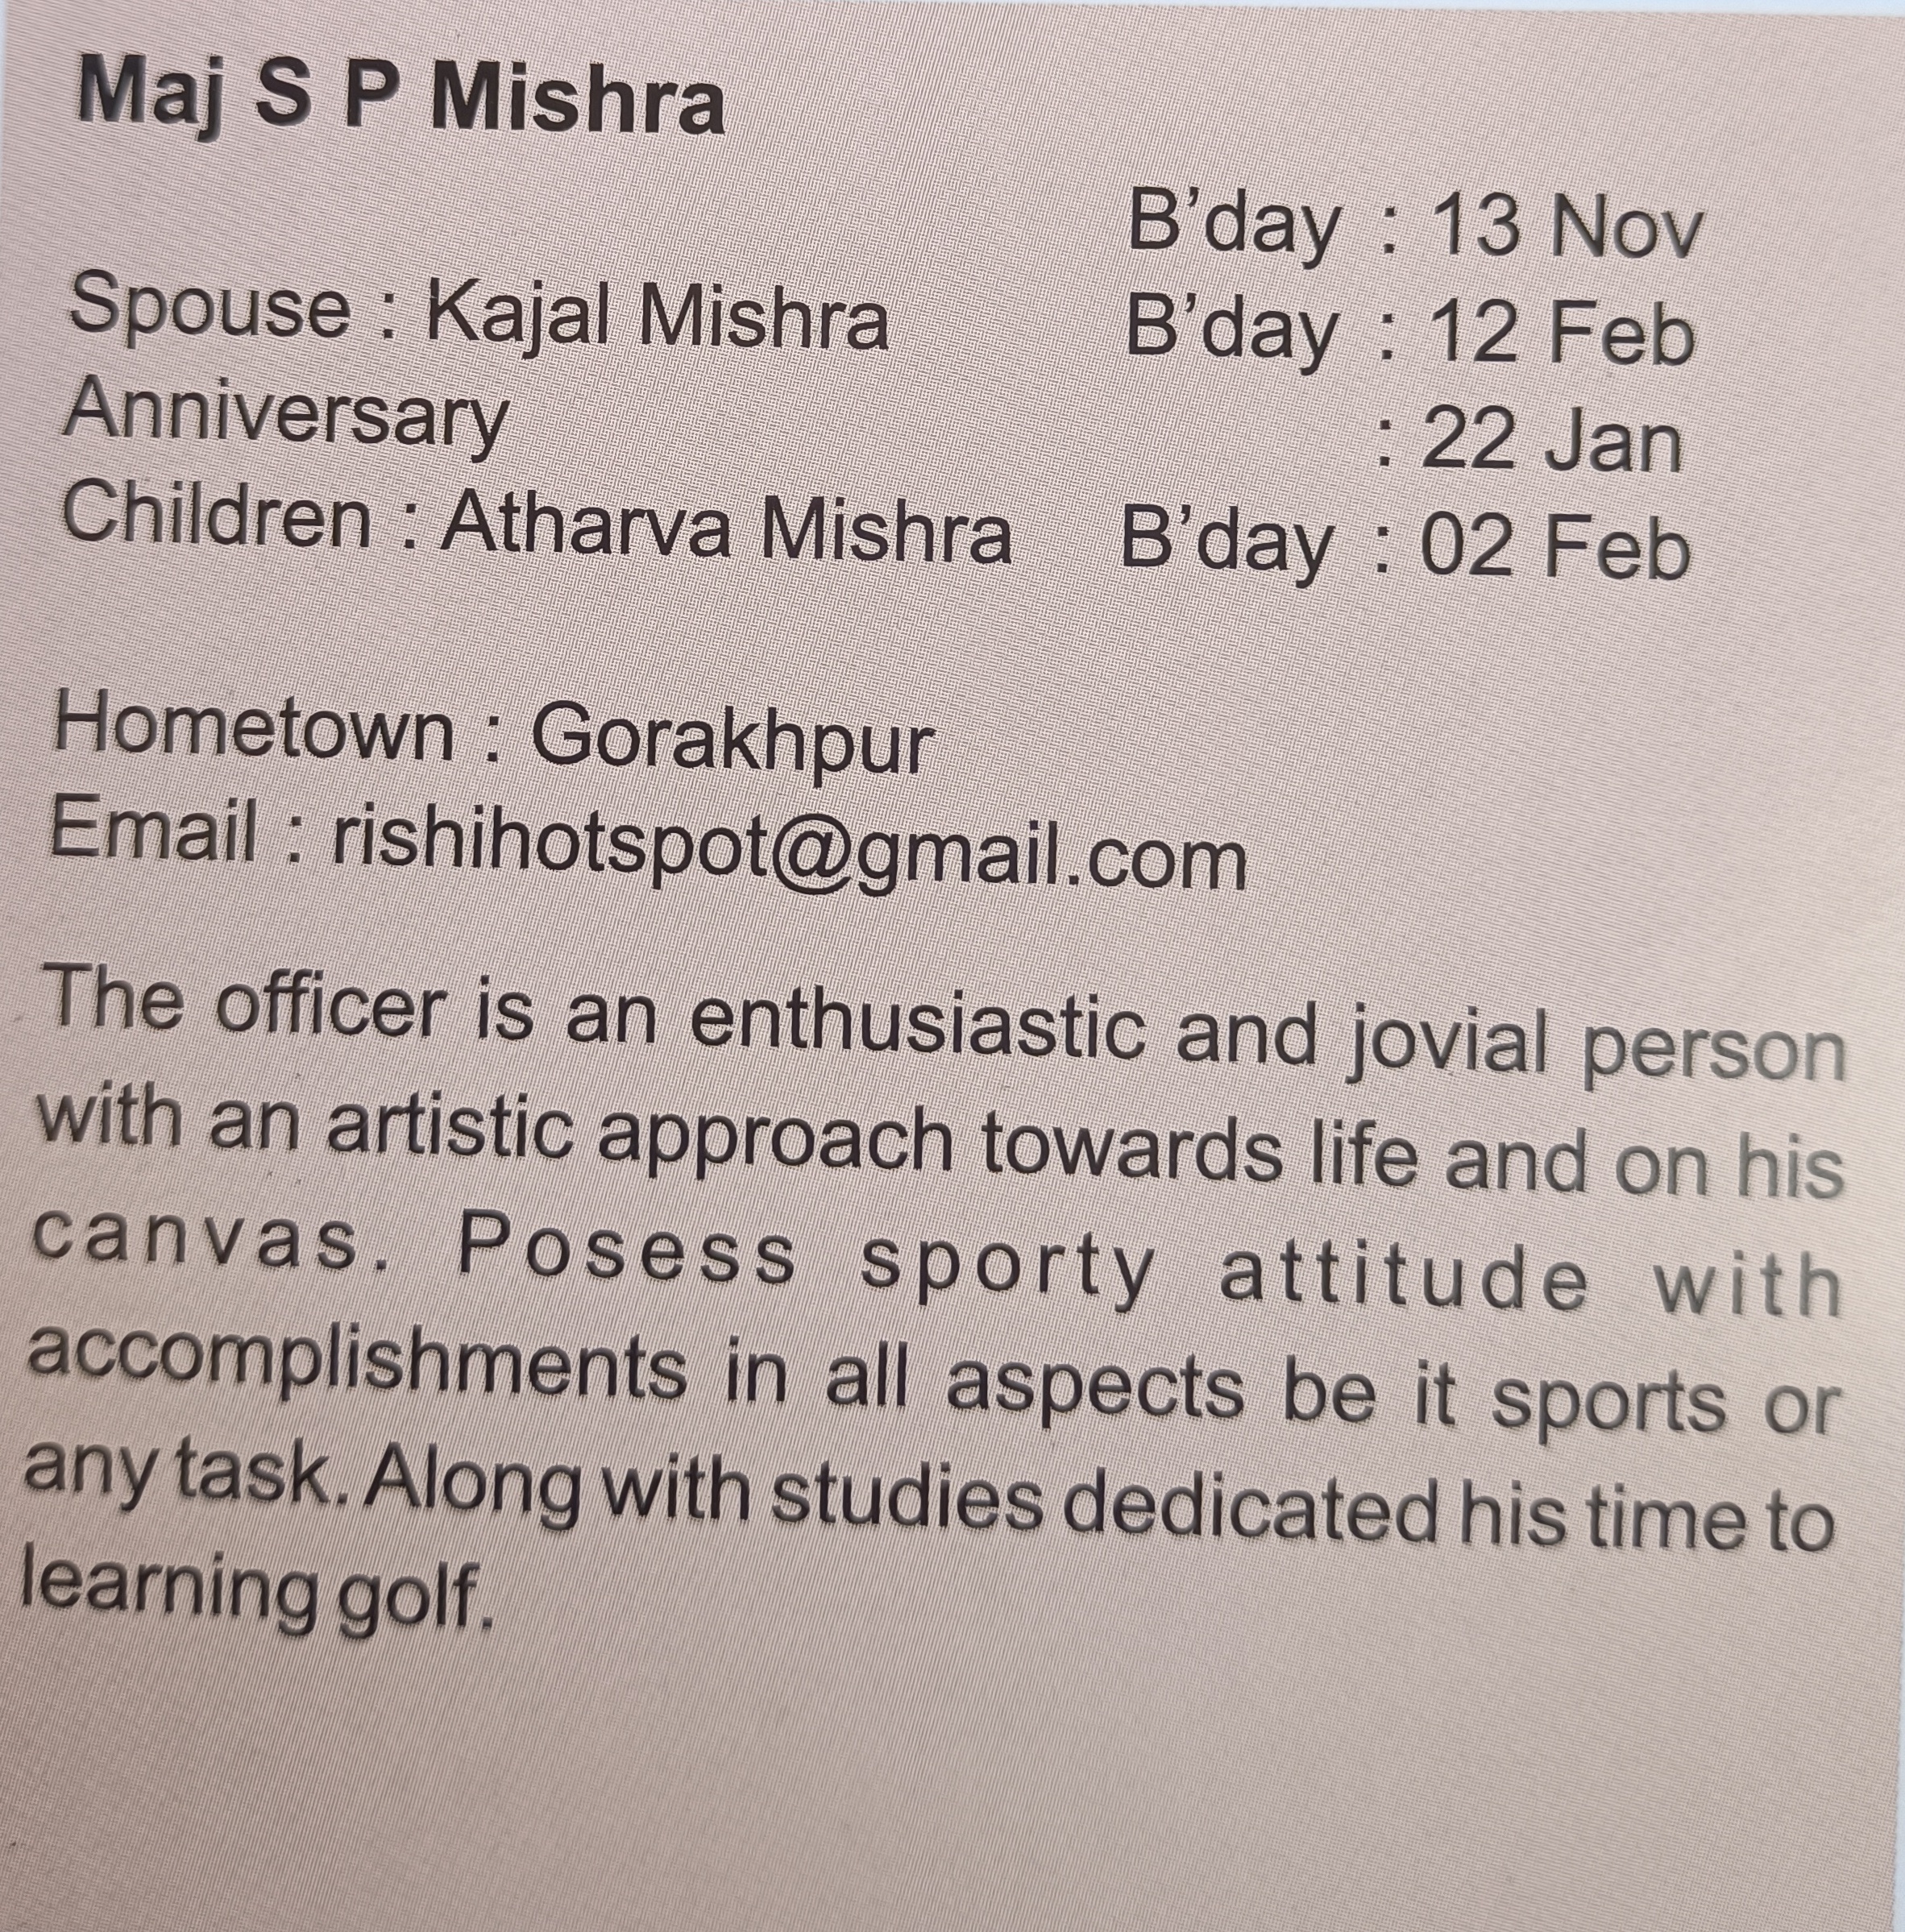 Maj S P Mishra
B'day : 13 Nov
Spouse : Kajal Mishra B'day : 12 Feb
Anniversary : 22 Jan
Children : Atharva Mishra B'day : 02 Feb
Hometown : Gorakhpur
Email : rishihotspot@gmail.com
The officer is an enthusiastic and jovial person
with an artistic approach towards life and on his
canvas. Posess sporty attitude with
accomplishments in all aspects be it sports or
any task. Along with studies dedicated his time to
learning golf.